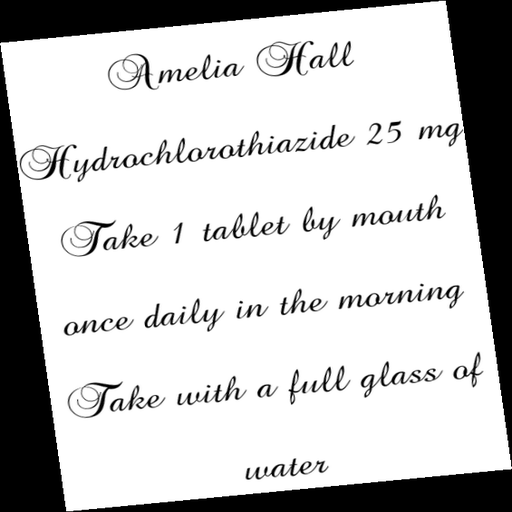 Amelia Hall
Hydrochlorothiazide 25 mg
Take 1 tablet by mouth
once daily in the morning
Take with a full glass of
water